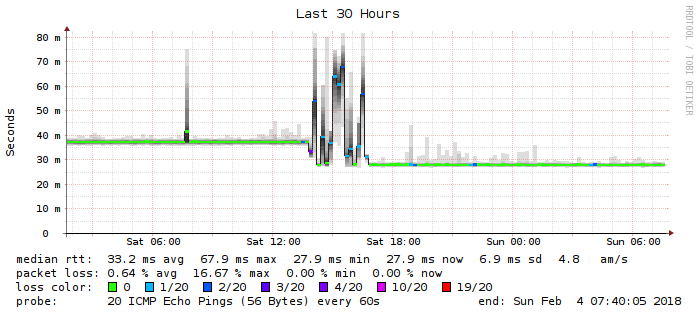 Last 30 Hours
RRDTOOL / TOBI OETIKER
Seconds
80 m
70 m
60 m
50 m
40 m
30 m
20 m
10 m
0
Sat 06:00 Sat 12:00 Sat 18:00 Sun 00:00 Sun 06:00
median rtt: 33.2 ms avg 67.9 ms max 27.9 ms min 27.9 ms now 6.9 ms sd 4.8 am/s
packet loss: 0.64 % avg 16.67 % max 0.00 % min 0.00 % now
loss color: 0 1/20 2/20 3/20 4/20 10/20 19/20
probe: 20 ICMP Echo Pings (56 Bytes) every 60s end: Sun Feb 4 07:40:05 2018